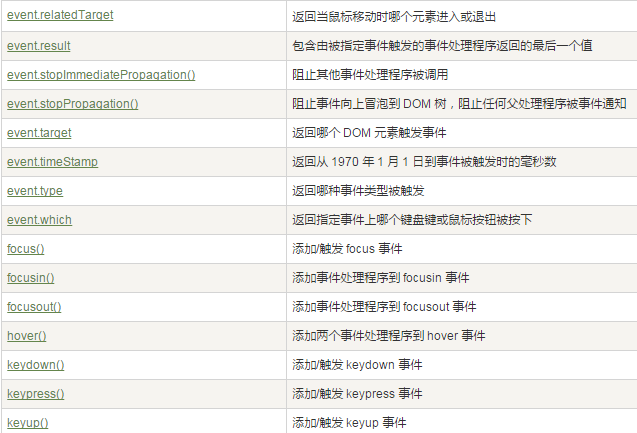 event.relatedTarget 返回当鼠标移动时哪个元素进入或退出
event.result 包含由被指定事件触发的事件处理程序返回的最后一个值
event.stopImmediatePropagation() 阻止其他事件处理程序被调用
event.stopPropagation() 阻止事件向上冒泡到 DOM 树，阻止任何父处理程序被事件通知
event.target 返回哪个 DOM 元素触发事件
event.timeStamp 返回从 1970 年 1 月 1 日到事件被触发时的毫秒数
event.type 返回哪种事件类型被触发
event.which 返回指定事件上哪个键盘键或鼠标按钮被按下
focus() 添加/触发 focus 事件
focusin() 添加事件处理程序到 focusin 事件
focusout() 添加事件处理程序到 focusout 事件
hover() 添加两个事件处理程序到 hover 事件
keydown() 添加/触发 keydown 事件
keypress() 添加/触发 keypress 事件
keyup() 添加/触发 keyup 事件